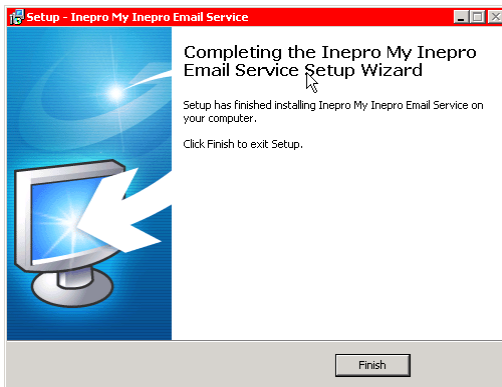 Setup - Inepro My Inepro Email Service
Completing the Inepro My Inepro
Email Service Setup Wizard
Setup has finished installing Inepro My Inepro Email Service on
your computer.
Click Finish to exit Setup.
Finish